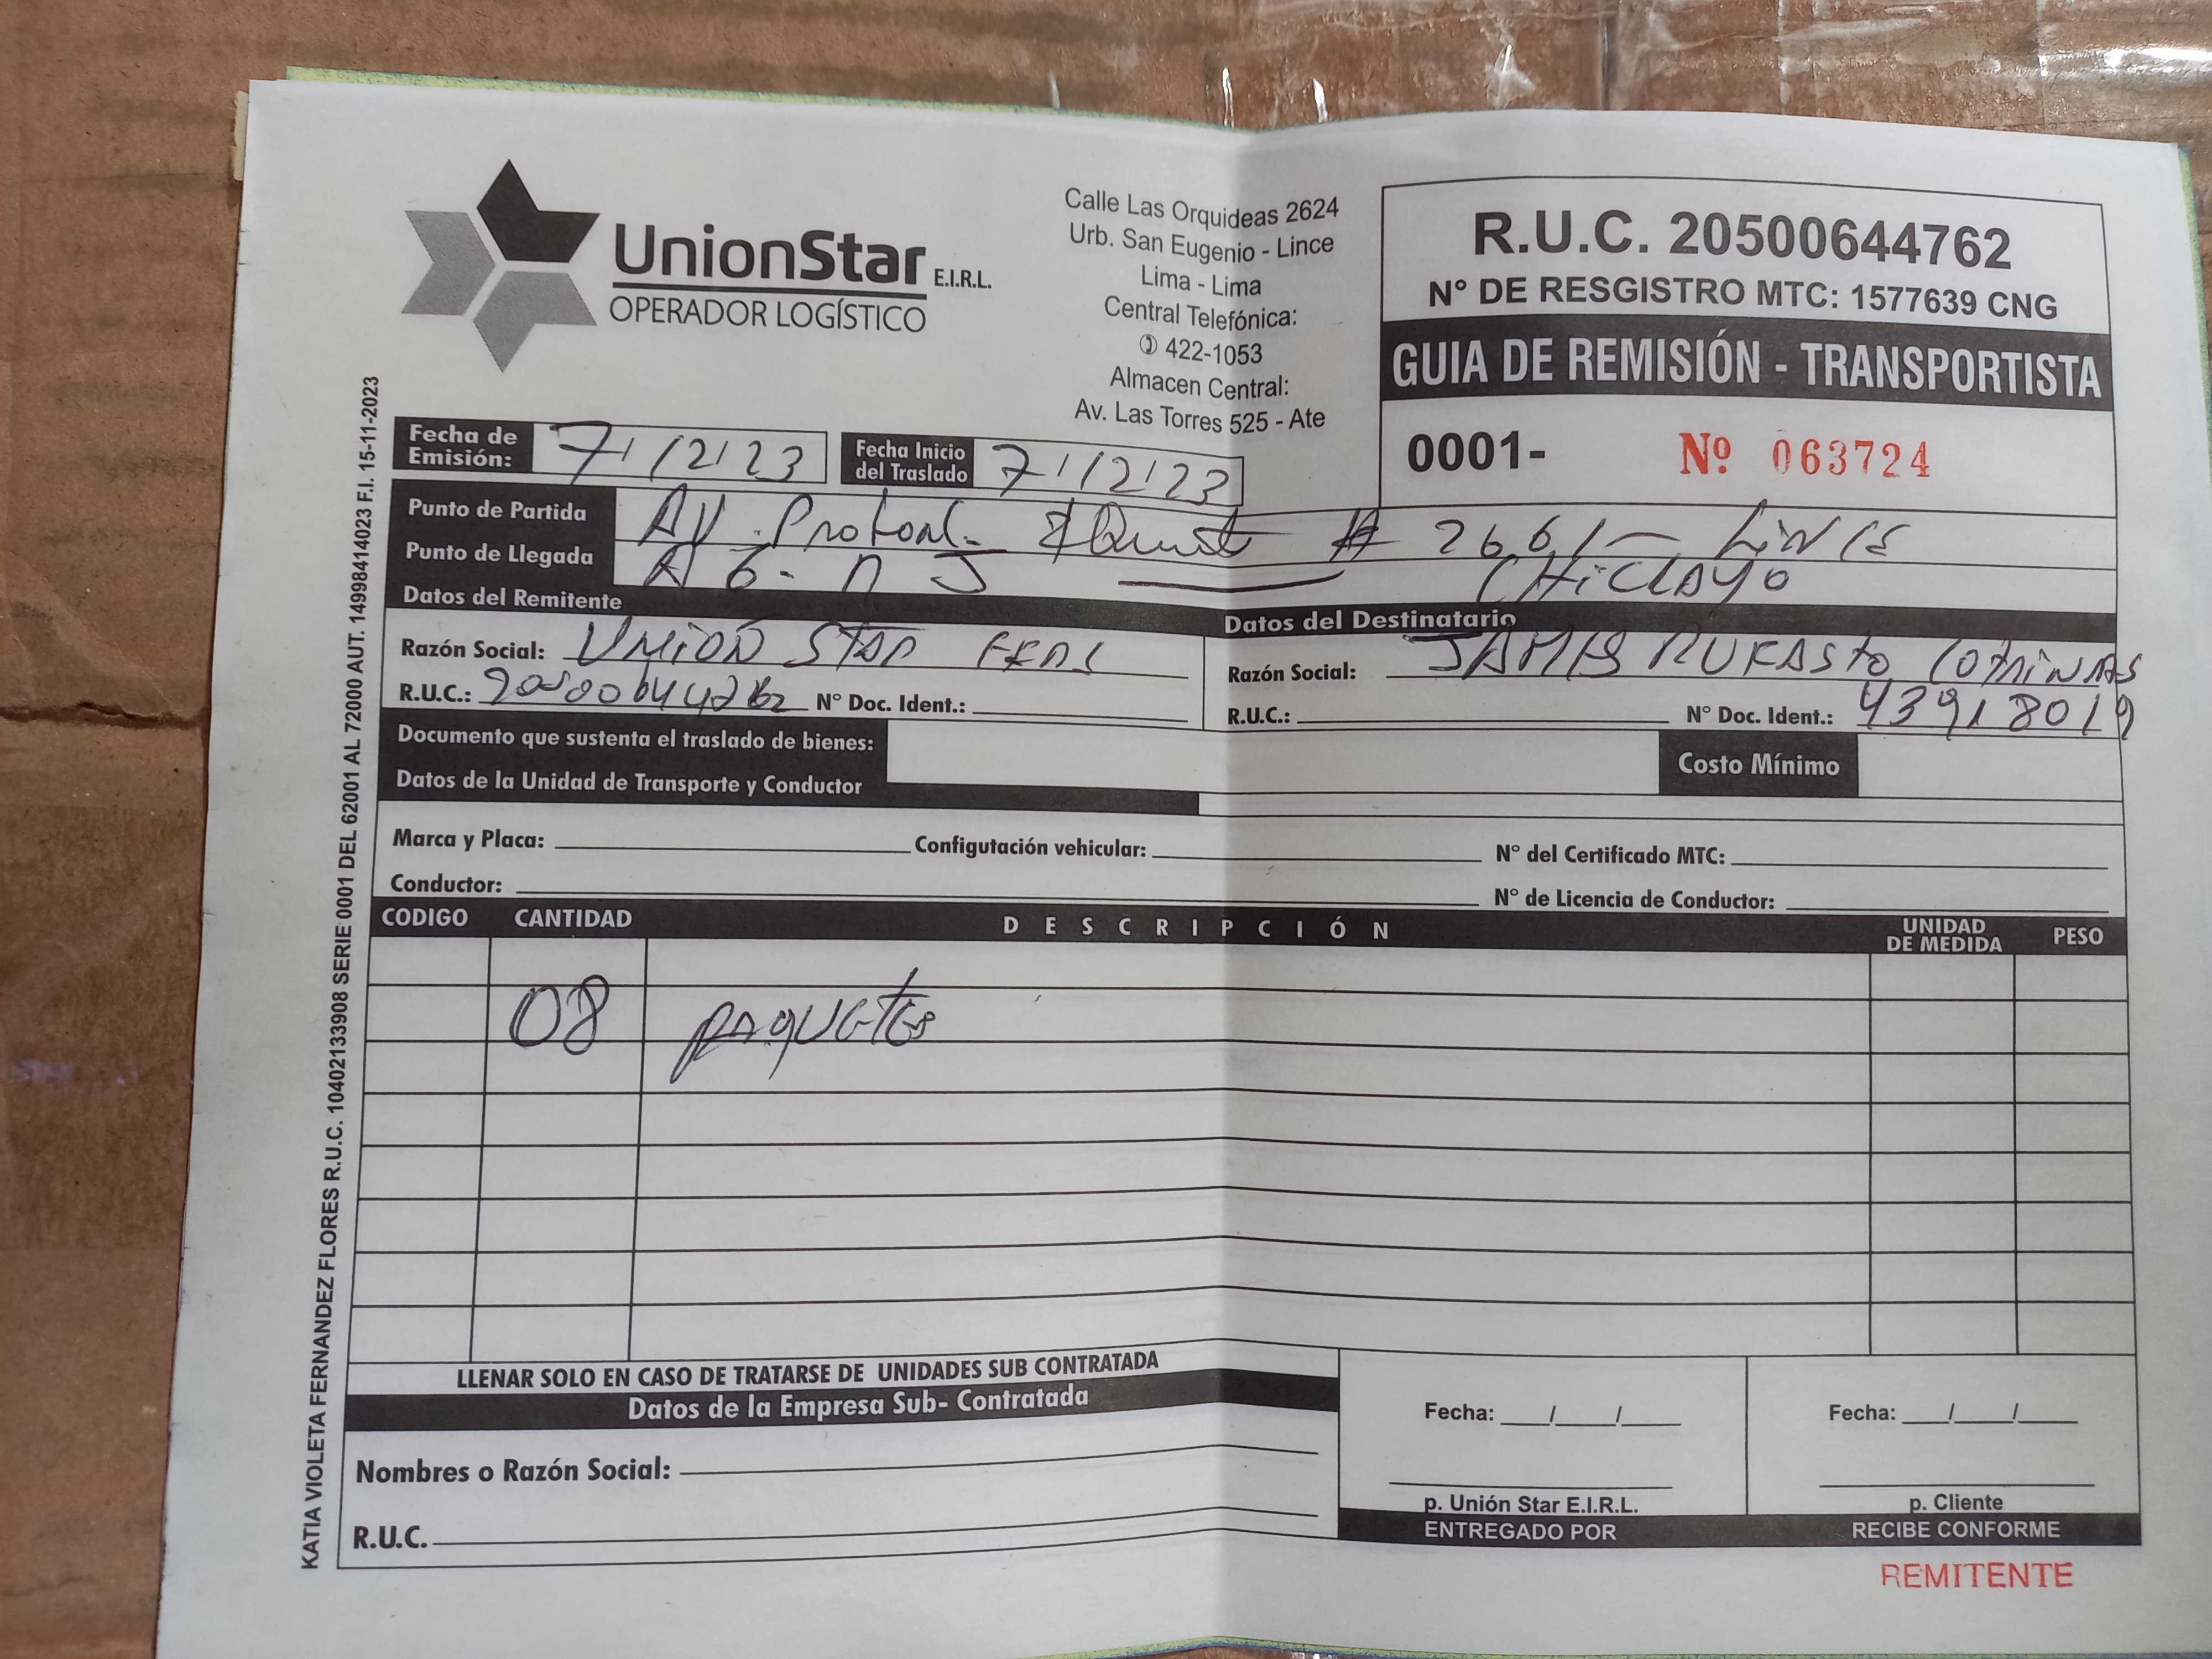 UnionStar E.I.R.L.
OPERADOR LOGÍSTICO
Calle Las Orquideas 2624
Urb. San Eugenio - Lince
Lima - Lima
Central Telefónica:
422-1053
Almacen Central:
Av. Las Torres 525 - Ate
R.U.C. 20500644762
N° DE RESGISTRO MTC: 1577639 CNG
GUIA DE REMISIÓN - TRANSPORTISTA
0001- Nº 063724
Fecha de Emisión: 7/12/23 Fecha Inicio del Traslado 7/12/23
Punto de Partida AV. # 2661 -
Punto de Llegada CHICLAYO
Datos del Remitente
Razón Social: UNION STAR
R.U.C.: N° Doc. Ident.:
Datos del Destinatario
Razón Social:
R.U.C.: N° Doc. Ident.: 43918019
Documento que sustenta el traslado de bienes: Costo Mínimo
Datos de la Unidad de Transporte y Conductor
Marca y Placa: Configutación vehicular: N° del Certificado MTC:
Conductor: N° de Licencia de Conductor:
CODIGO CANTIDAD DESCRIPCIÓN UNIDAD DE MEDIDA PESO
08 paquetes
LLENAR SOLO EN CASO DE TRATARSE DE UNIDADES SUB CONTRATADA
Datos de la Empresa Sub- Contratada
Nombres o Razón Social:
R.U.C.
Fecha: / /
p. Unión Star E.I.R.L.
ENTREGADO POR
Fecha: / /
p. Cliente
RECIBE CONFORME
REMITENTE
KATIA VIOLETA FERNANDEZ FLORES R.U.C. 10402133908 SERIE 0001 DEL 62001 AL 72000 AUT. 14998414023 F.I. 15-11-2023